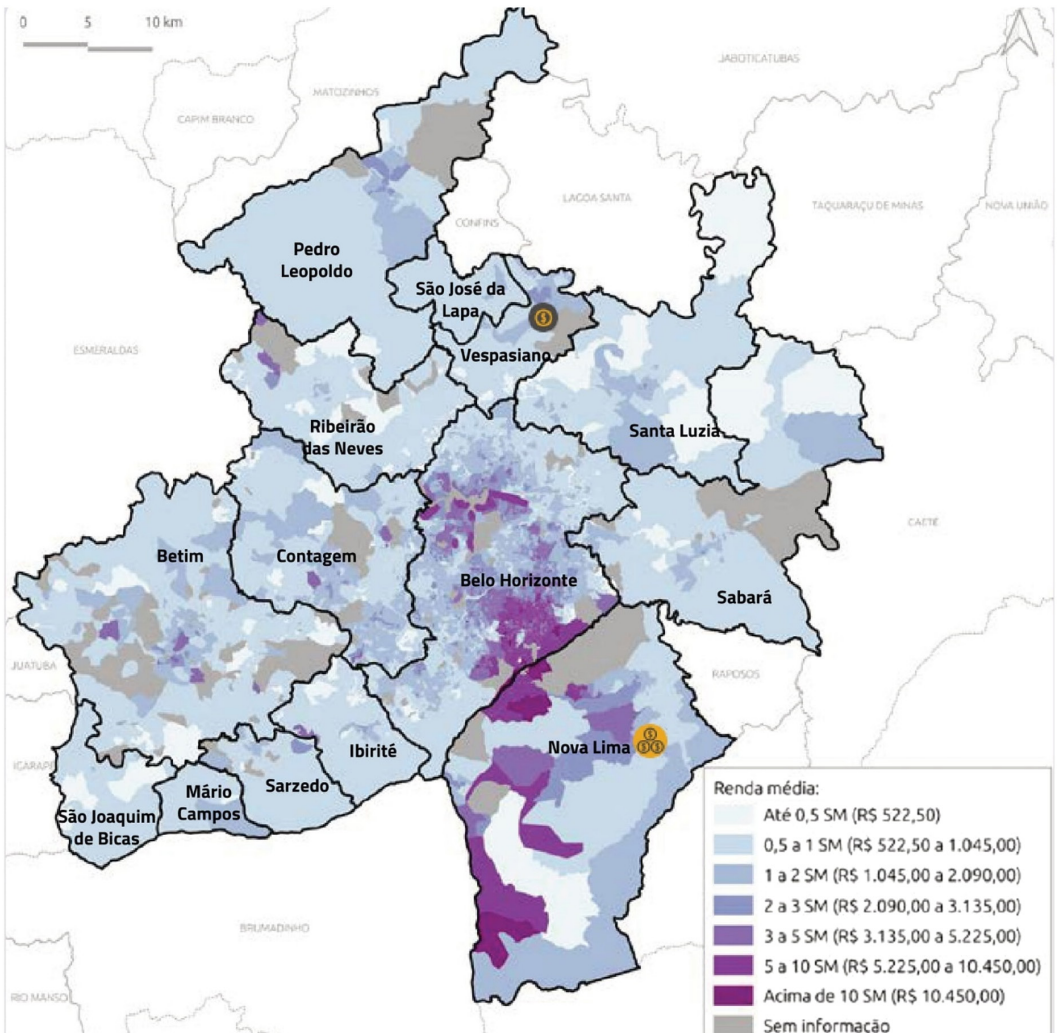 0 5 10 km
JABOTICATUBAS
MATOZINHOS
CAPIM BRANCO
LAGOA SANTA
TAQUARAÇU DE MINAS
NOVA UNIÃO
CONFINS
Pedro
Leopoldo
São José da
Lapa
$
ESMERALDAS
Vespasiano
Ribeirão
das Neves
Santa Luzia
CAETÉ
Betim
Contagem
Belo Horizonte
Sabará
JUATUBA
RAPOSOS
IGARAPÉ
Ibirité
Nova Lima
$
$ $
Mário
Campos
Sarzedo
São Joaquim
de Bicas
BRUMADINHO
RIO MANSO
Renda média:
Até 0,5 SM (R$ 522,50)
0,5 a 1 SM (R$ 522,50 a 1.045,00)
1 a 2 SM (R$ 1.045,00 a 2.090,00)
2 a 3 SM (R$ 2.090,00 a 3.135,00)
3 a 5 SM (R$ 3.135,00 a 5.225,00)
5 a 10 SM (R$ 5.225,00 a 10.450,00)
Acima de 10 SM (R$ 10.450,00)
Sem informação